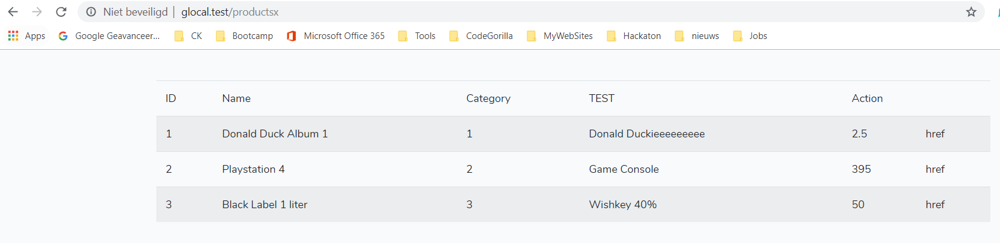 Niet beveiligd | glocal.test/productsx
Apps Google Geavanceer... CK Bootcamp Microsoft Office 365 Tools CodeGorilla MyWebSites Hackaton nieuws Jobs
ID Name Category TEST Action
1 Donald Duck Album 1 1 Donald Duckieeeeeeeee 2.5 href
2 Playstation 4 2 Game Console 395 href
3 Black Label 1 liter 3 Wishkey 40% 50 href